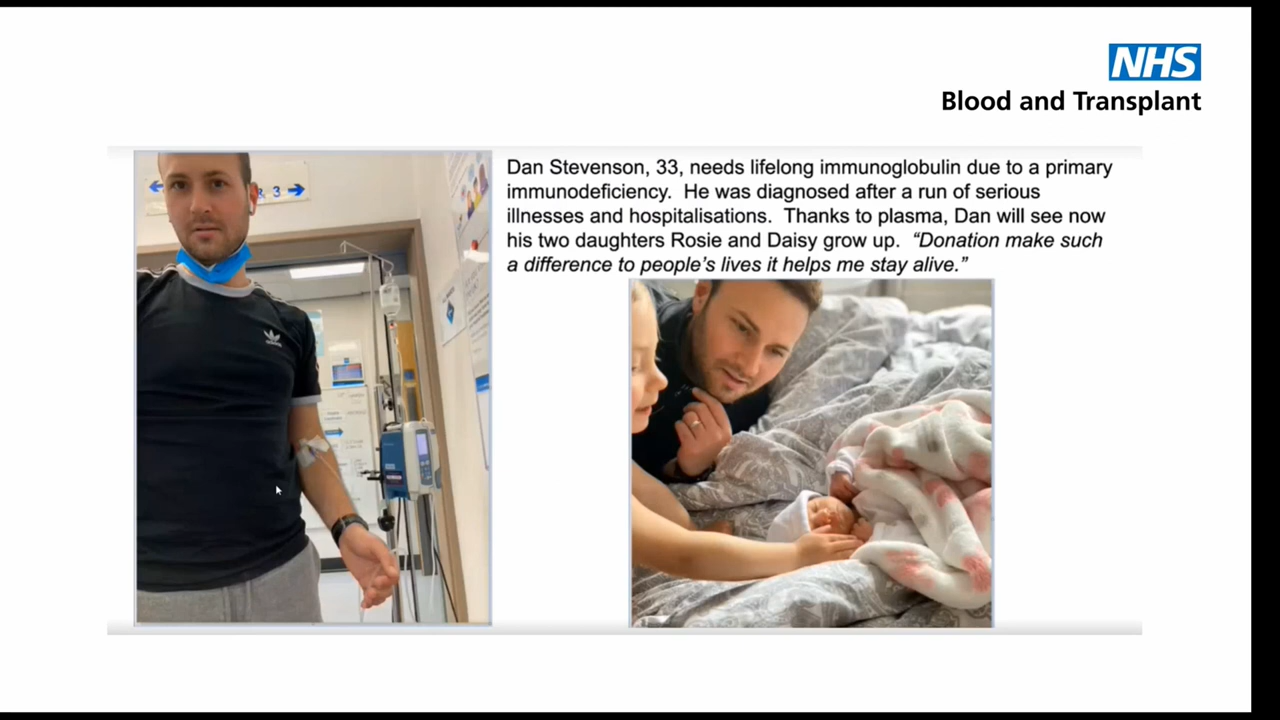 NHS
Blood and Transplant
Dan Stevenson, 33, needs lifelong immunoglobulin due to a primary
immunodeficiency. He was diagnosed after a run of serious
illnesses and hospitalisations. Thanks to plasma, Dan will see now
his two daughters Rosie and Daisy grow up. “Donation make such
a difference to people’s lives it helps me stay alive.”
& 3
adidas